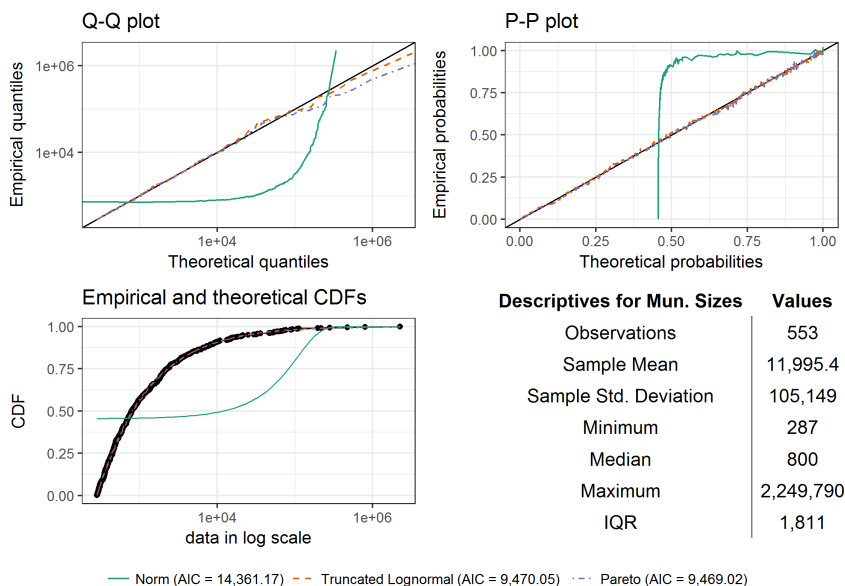 Q-Q plot
Empirical quantiles
1e+06
1e+04
1e+04 1e+06
Theoretical quantiles
P-P plot
Empirical probabilities
1.00
0.75
0.50
0.25
0.00
0.00 0.25 0.50 0.75 1.00
Theoretical probabilities
Empirical and theoretical CDFs
CDF
1.00
0.75
0.50
0.25
0.00
1e+04 1e+06
data in log scale
Descriptives for Mun. Sizes Values
Observations 553
Sample Mean 11,995.4
Sample Std. Deviation 105,149
Minimum 287
Median 800
Maximum 2,249,790
IQR 1,811
Norm (AIC = 14,361.17) Truncated Lognormal (AIC = 9,470.05) Pareto (AIC = 9,469.02)